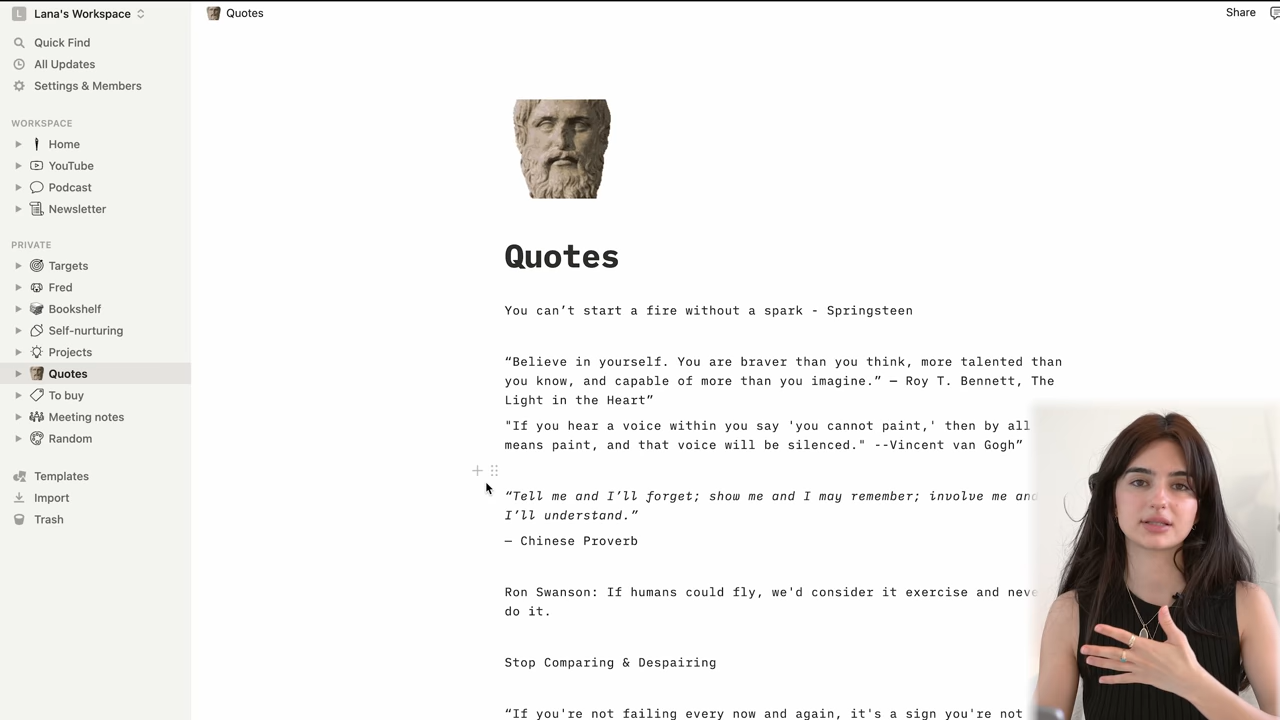 L Lana's Workspace
Quotes
Share
Quick Find
All Updates
Settings & Members
WORKSPACE
Home
YouTube
Podcast
Newsletter
PRIVATE
Targets
Fred
Bookshelf
Self-nurturing
Projects
Quotes
To buy
Meeting notes
Random
Templates
Import
Trash
Quotes
You can’t start a fire without a spark - Springsteen
“Believe in yourself. You are braver than you think, more talented than
you know, and capable of more than you imagine.” — Roy T. Bennett, The
Light in the Heart”
"If you hear a voice within you say 'you cannot paint,' then by all
means paint, and that voice will be silenced." --Vincent van Gogh”
“Tell me and I’ll forget; show me and I may remember; involve me and
I’ll understand.”
— Chinese Proverb
Ron Swanson: If humans could fly, we'd consider it exercise and never
do it.
Stop Comparing & Despairing
“If you're not failing every now and again, it's a sign you're not